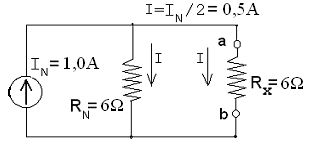 I=I_N/2=0,5A
a
I_N=1,0A
I
I
R_N=6Ω
R_x=6Ω
b